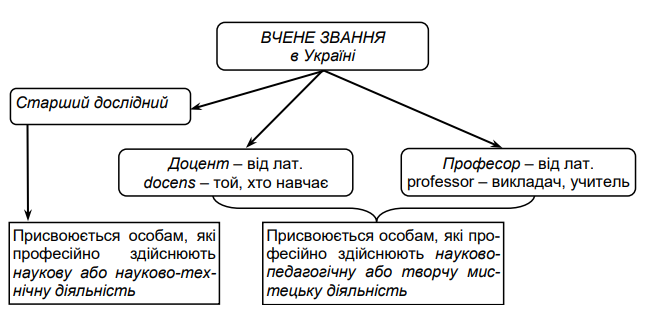 ВЧЕНЕ ЗВАННЯ
в Україні
Старший дослідний
Доцент – від лат.
docens – той, хто навчає
Професор – від лат.
professor – викладач, учитель
Присвоюється особам, які
професійно здійснюють
наукову або науково-тех-
нічну діяльність
Присвоюється особам, які про-
фесійно здійснюють науково-
педагогічну або творчу мис-
тецьку діяльність